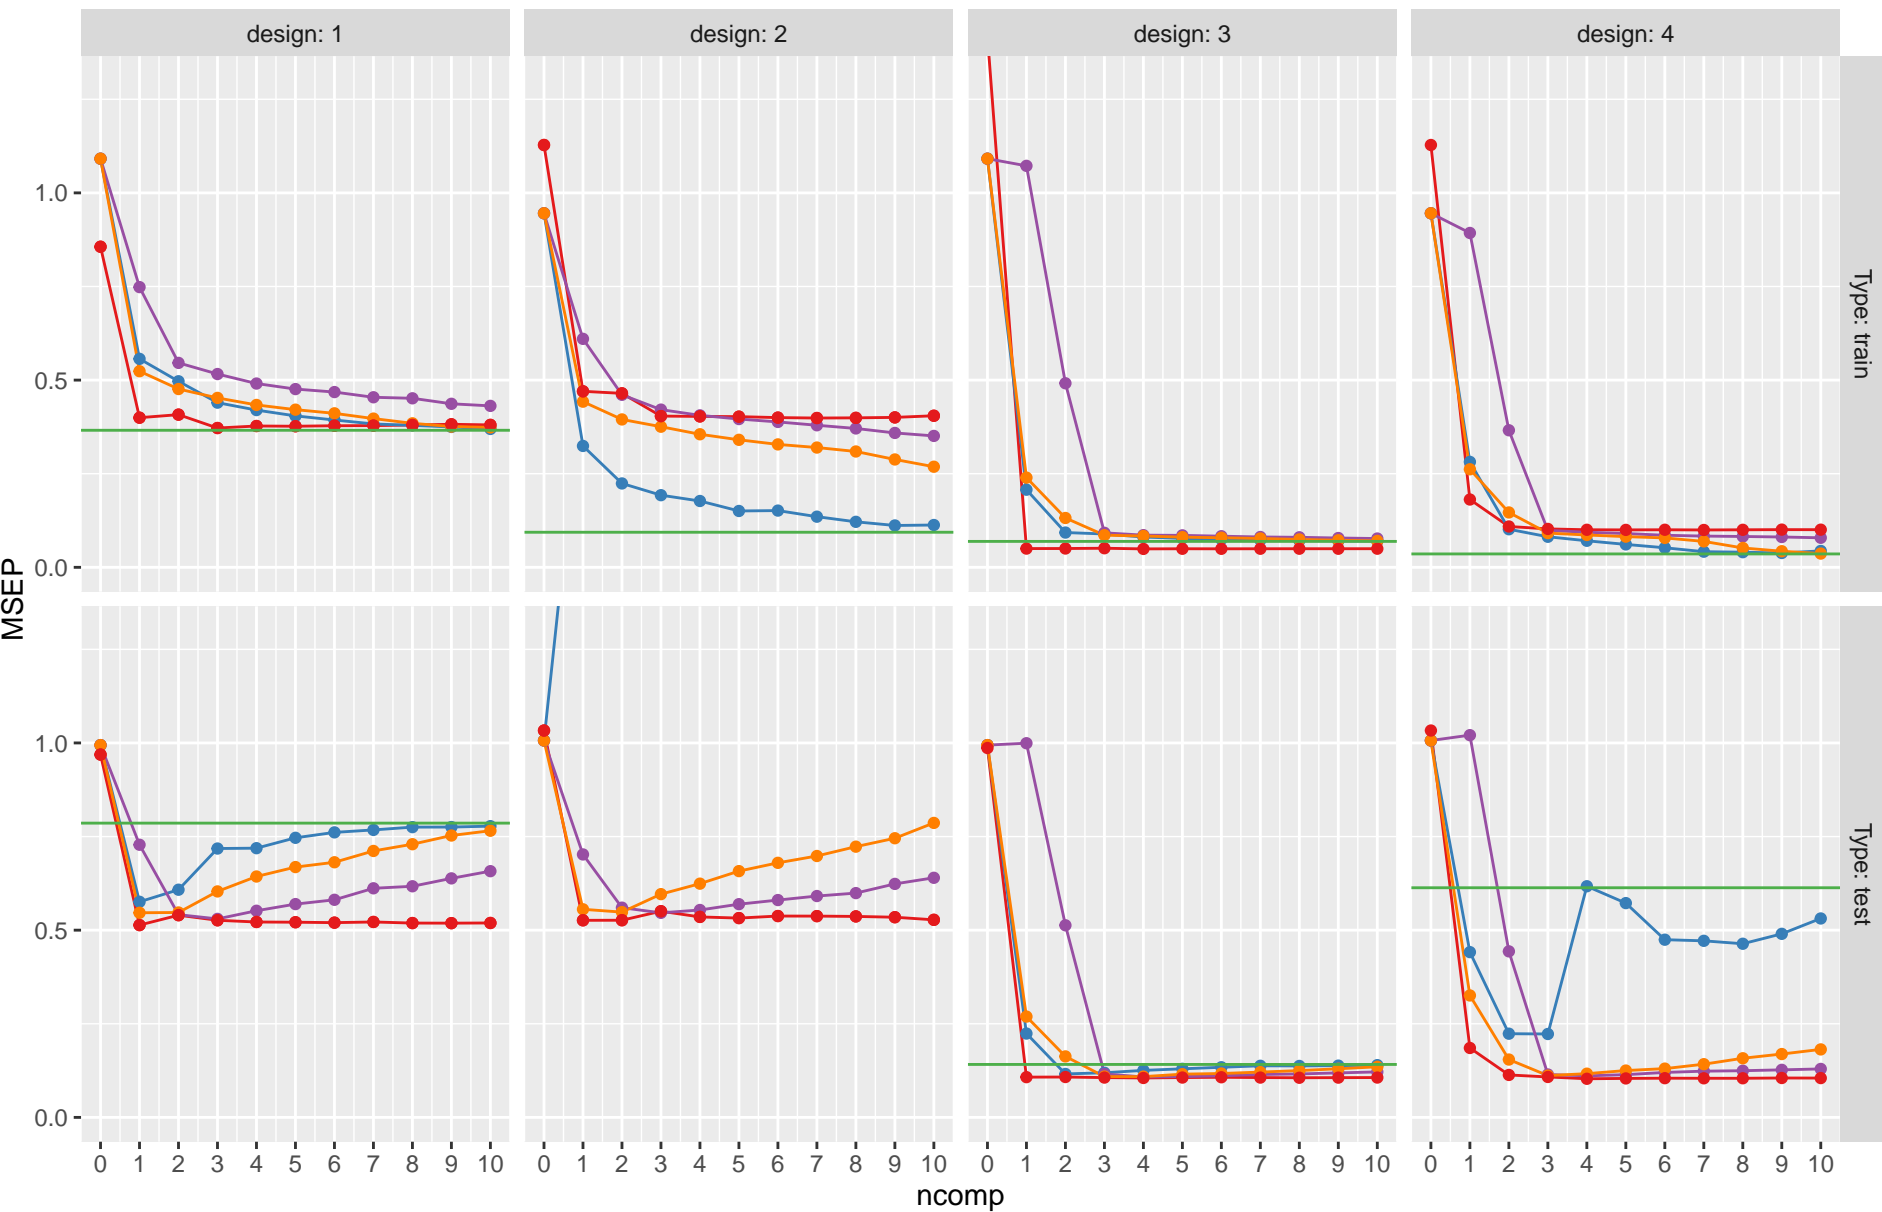 design: 1
design: 2
design: 3
design: 4
1.0
0.5
0.0
Type: train
MSEP
1.0
0.5
0.0
Type: test
0 1 2 3 4 5 6 7 8 9 10
0 1 2 3 4 5 6 7 8 9 10
0 1 2 3 4 5 6 7 8 9 10
0 1 2 3 4 5 6 7 8 9 10
ncomp